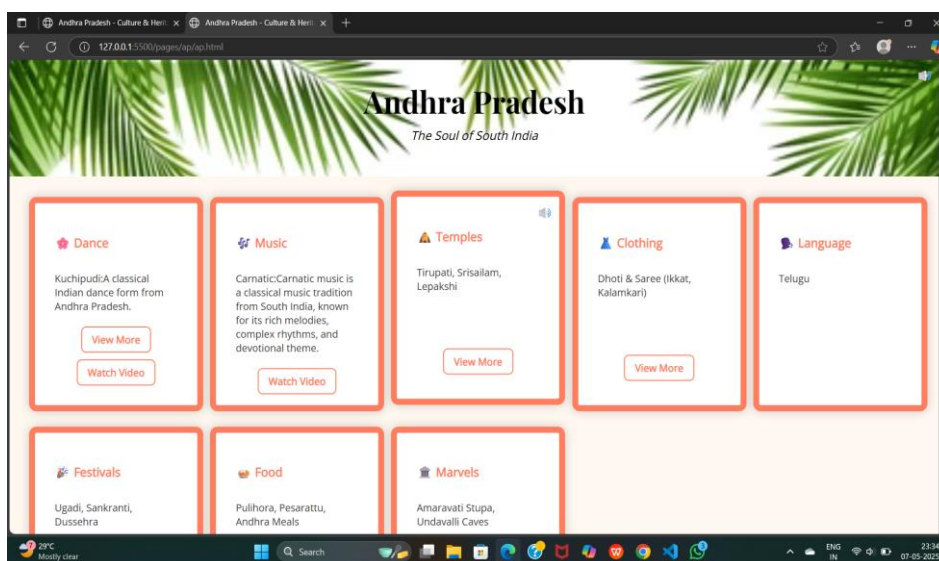 Andhra Pradesh - Culture & Herit
Andhra Pradesh - Culture & Herit
127.0.0.1:5500/pages/ap/ap.html
Andhra Pradesh
The Soul of South India
Dance
Kuchipudi:A classical
Indian dance form from
Andhra Pradesh.
View More
Watch Video
Music
Carnatic:Carnatic music is
a classical music tradition
from South India, known
for its rich melodies,
complex rhythms, and
devotional theme.
Watch Video
Temples
Tirupati, Srisailam,
Lepakshi
View More
Clothing
Dhoti & Saree (Ikkat,
Kalamkari)
View More
Language
Telugu
Festivals
Ugadi, Sankranti,
Dussehra
Food
Pulihora, Pesarattu,
Andhra Meals
Marvels
Amaravati Stupa,
Undavalli Caves
29°C
Mostly clear
Search
ENG
IN
23:34
07-05-2025